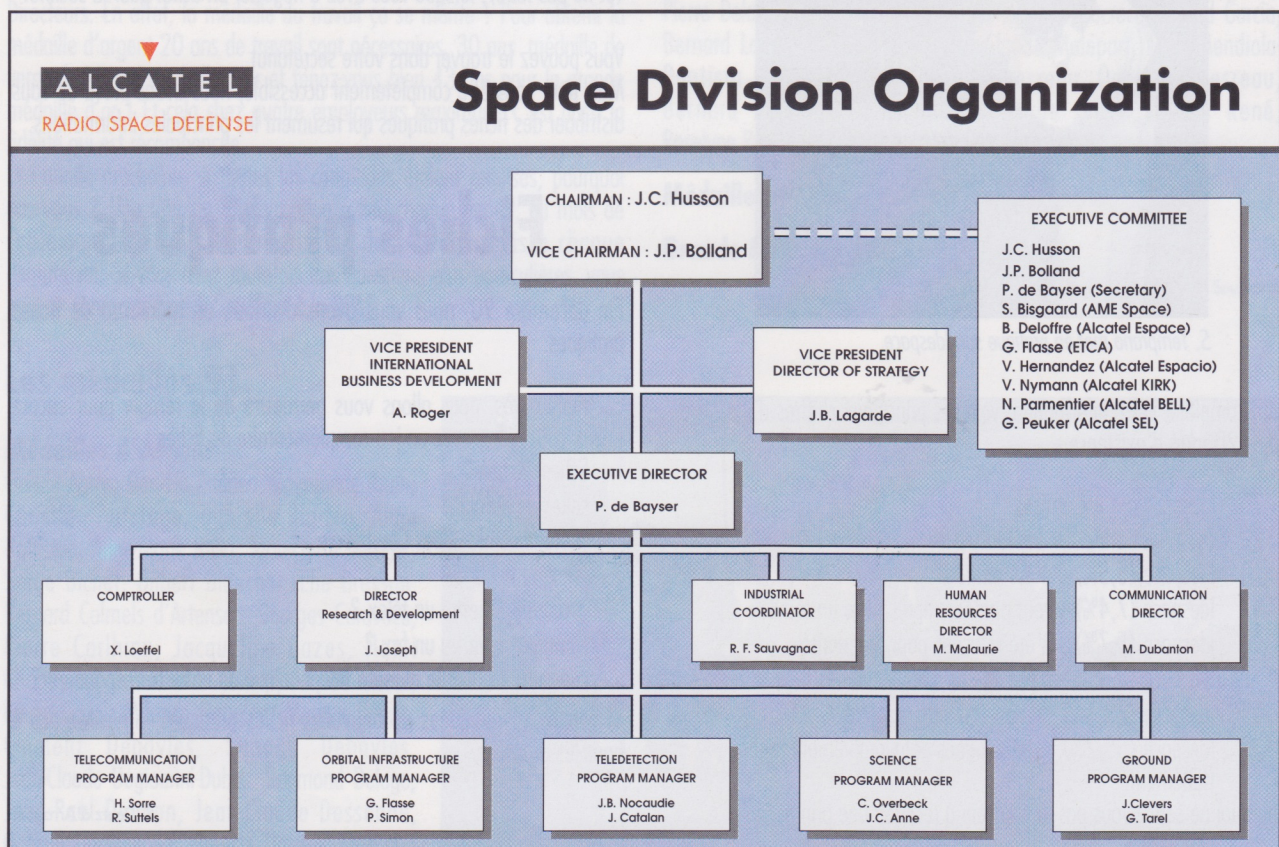 ALCATEL
RADIO SPACE DEFENSE
Space Division Organization
CHAIRMAN : J.C. Husson
VICE CHAIRMAN : J.P. Bolland
EXECUTIVE COMMITTEE
J.C. Husson
J.P. Bolland
P. de Bayser (Secretary)
S. Bisgaard (AME Space)
B. Deloffre (Alcatel Espace)
G. Flasse (ETCA)
V. Hernandez (Alcatel Espacio)
V. Nymann (Alcatel KIRK)
N. Parmentier (Alcatel BELL)
G. Peuker (Alcatel SEL)
VICE PRESIDENT
INTERNATIONAL
BUSINESS DEVELOPMENT
A. Roger
VICE PRESIDENT
DIRECTOR OF STRATEGY
J.B. Lagarde
EXECUTIVE DIRECTOR
P. de Bayser
COMPTROLLER
X. Loeffel
DIRECTOR
Research & Development
J. Joseph
INDUSTRIAL
COORDINATOR
R. F. Sauvagnac
HUMAN
RESOURCES
DIRECTOR
M. Malaurie
COMMUNICATION
DIRECTOR
M. Dubanton
TELECOMMUNICATION
PROGRAM MANAGER
H. Sorre
R. Suttels
ORBITAL INFRASTRUCTURE
PROGRAM MANAGER
G. Flasse
P. Simon
TELEDETECTION
PROGRAM MANAGER
J.B. Nocaudie
J. Catalan
SCIENCE
PROGRAM MANAGER
C. Overbeck
J.C. Anne
GROUND
PROGRAM MANAGER
J.Clevers
G. Tarel